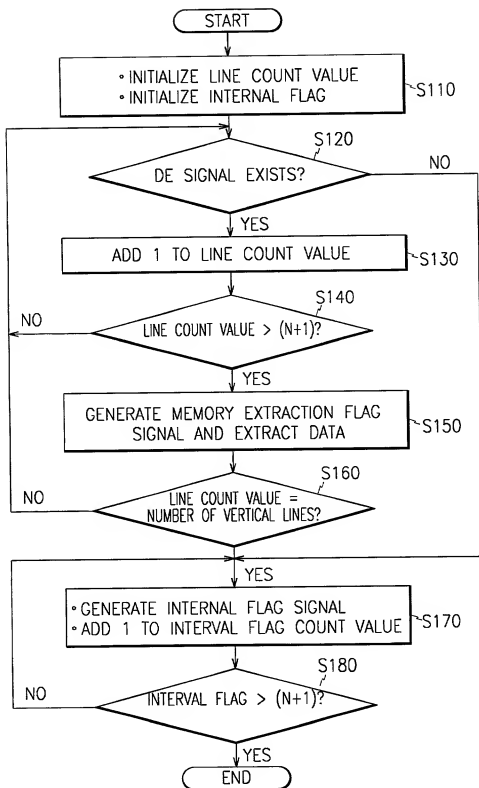 START
• INITIALIZE LINE COUNT VALUE
• INITIALIZE INTERNAL FLAG
S110
S120
DE SIGNAL EXISTS?
NO
YES
ADD 1 TO LINE COUNT VALUE
S130
S140
NO
LINE COUNT VALUE > (N+1)?
YES
GENERATE MEMORY EXTRACTION FLAG
SIGNAL AND EXTRACT DATA
S150
S160
NO
LINE COUNT VALUE =
NUMBER OF VERTICAL LINES?
YES
• GENERATE INTERNAL FLAG SIGNAL
• ADD 1 TO INTERVAL FLAG COUNT VALUE
S170
S180
NO
INTERVAL FLAG > (N+1)?
YES
END